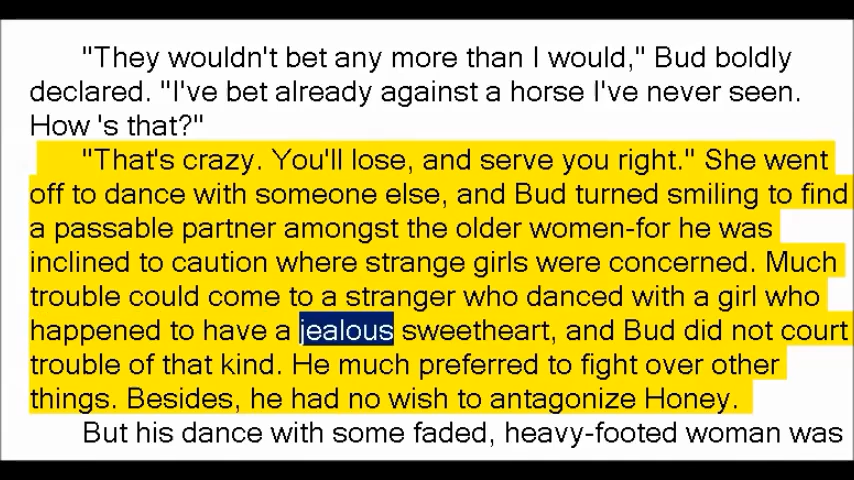 "They wouldn't bet any more than I would," Bud boldly
declared. "I've bet already against a horse I've never seen.
How 's that?"
"That's crazy. You'll lose, and serve you right." She went
off to dance with someone else, and Bud turned smiling to find
a passable partner amongst the older women-for he was
inclined to caution where strange girls were concerned. Much
trouble could come to a stranger who danced with a girl who
happened to have a jealous sweetheart, and Bud did not court
trouble of that kind. He much preferred to fight over other
things. Besides, he had no wish to antagonize Honey.
But his dance with some faded, heavy-footed woman was